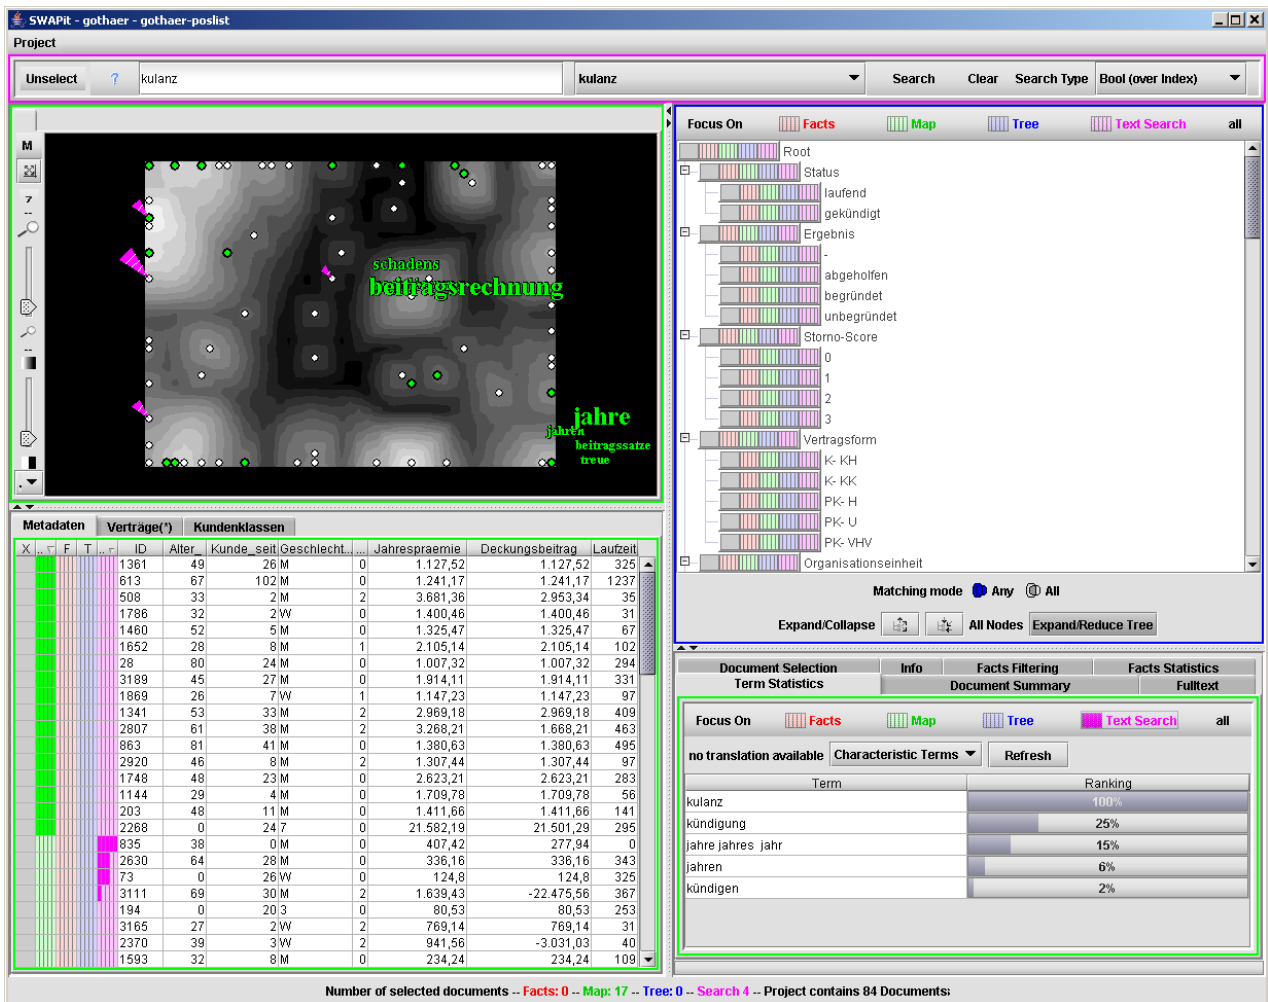 SWAPit - gothaer - gothaer-poslist
Project
Unselect ? kulanz kulanz Search Clear Search Type Bool (over Index)
Focus On Facts Map Tree Text Search all
M
Root
Status
laufend
gekündigt
Ergebnis
-
abgeholfen
begründet
unbegründet
Storno-Score
0
1
2
3
Vertragsform
K- KH
K- KK
PK- H
PK- U
PK- VHV
Organisationseinheit
schadens
beitragsrechnung
jahre
jahren
beitragssatze
treue
Matching mode Any All
Expand/Collapse All Nodes Expand/Reduce Tree
Metadaten Verträge(*) Kundenklassen
X .. F T .. ID Alter_ Kunde_seit Geschlecht... ... Jahrespraemie Deckungsbeitrag Laufzeit
1361 49 26 M 0 1.127,52 1.127,52 325
613 67 102 M 0 1.241,17 1.241,17 1237
508 33 2 M 2 3.681,36 2.953,34 35
1786 32 2 W 0 1.400,46 1.400,46 31
1460 52 5 M 0 1.325,47 1.325,47 67
1652 28 8 M 1 2.105,14 2.105,14 102
28 80 24 M 0 1.007,32 1.007,32 294
3189 45 27 M 0 1.914,11 1.914,11 331
1869 26 7 W 1 1.147,23 1.147,23 97
1341 53 33 M 2 2.969,18 2.969,18 409
2807 61 38 M 2 3.268,21 1.668,21 463
863 81 41 M 0 1.380,63 1.380,63 495
2920 46 8 M 2 1.307,44 1.307,44 97
1748 48 23 M 0 2.623,21 2.623,21 283
1144 29 4 M 0 1.709,78 1.709,78 56
203 48 11 M 0 1.411,66 1.411,66 141
2268 0 24 7 0 21.582,19 21.501,29 295
835 38 0 M 0 407,42 277,94 0
2630 64 28 M 0 336,16 336,16 343
73 0 26 W 0 124,8 124,8 325
3111 69 30 M 2 1.639,43 -22.475,56 367
194 0 20 3 0 80,53 80,53 253
3165 27 2 W 2 769,14 769,14 31
2370 39 3 W 2 941,56 -3.031,03 40
1593 32 8 M 0 234,24 234,24 109
Document Selection Info Facts Filtering Facts Statistics
Term Statistics Document Summary Fulltext
Focus On Facts Map Tree Text Search all
no translation available Characteristic Terms Refresh
Term Ranking
kulanz 100%
kündigung 25%
jahre jahres jahr 15%
jahren 6%
kündigen 2%
Number of selected documents -- Facts: 0 -- Map: 17 -- Tree: 0 -- Search 4 -- Project contains 84 Documents: